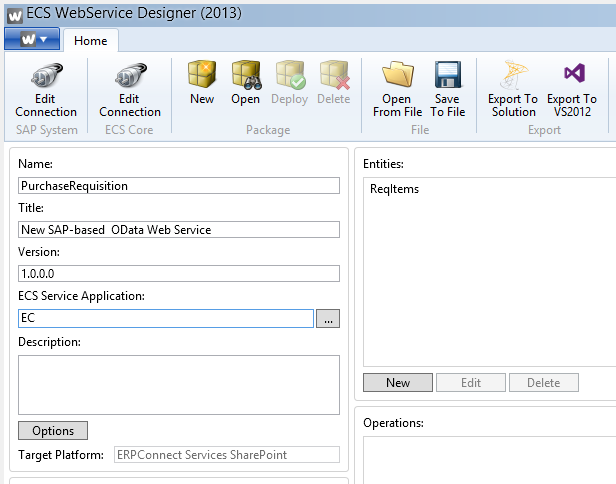 ECS WebService Designer (2013)
Home
Edit Connection
Edit Connection
New
Open
Deploy
Delete
Open From File
Save To File
Export To Solution
Export To VS2012
SAP System
ECS Core
Package
File
Export
Name:
PurchaseRequisition
Title:
New SAP-based  OData Web Service
Version:
1.0.0.0
ECS Service Application:
EC
...
Description:
Options
Target Platform:
ERPConnect Services SharePoint
Entities:
ReqItems
New
Edit
Delete
Operations: